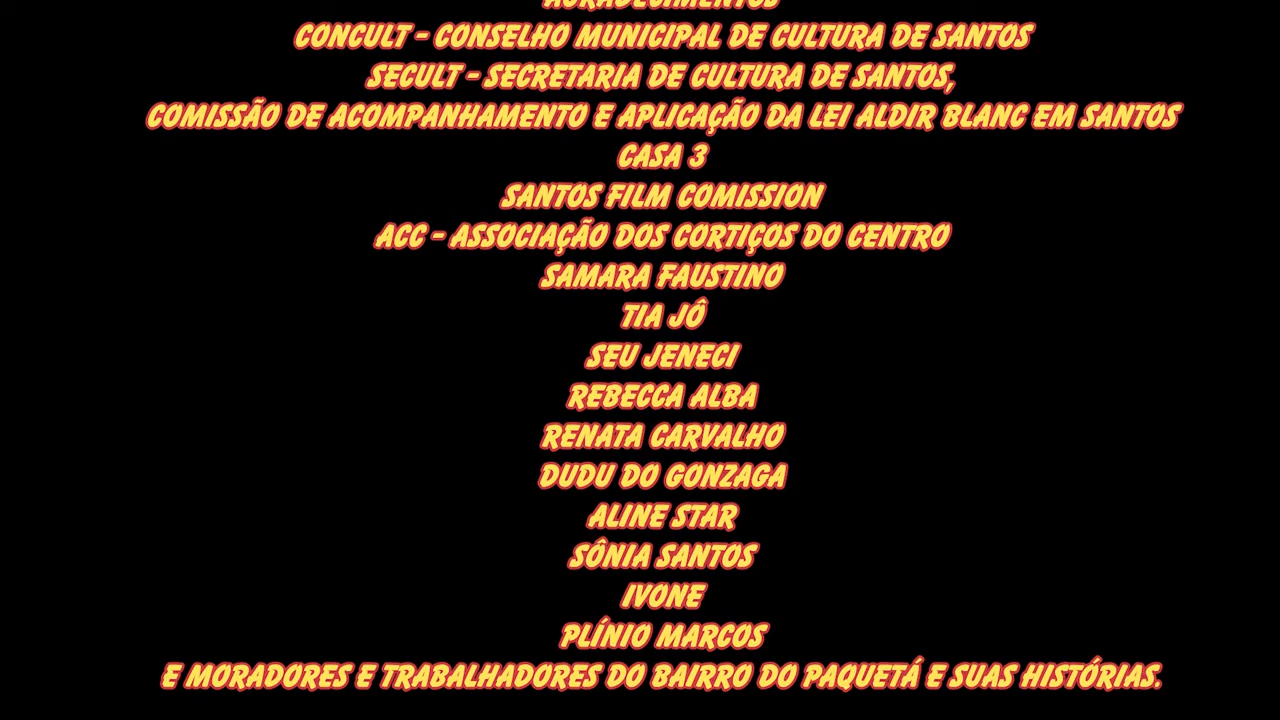 AGRADECIMENTOS
CONCULT - CONSELHO MUNICIPAL DE CULTURA DE SANTOS
SECULT - SECRETARIA DE CULTURA DE SANTOS,
COMISSÃO DE ACOMPANHAMENTO E APLICAÇÃO DA LEI ALDIR BLANC EM SANTOS
CASA 3
SANTOS FILM COMISSION
ACC - ASSOCIAÇÃO DOS CORTIÇOS DO CENTRO
SAMARA FAUSTINO
TIA JÔ
SEU JENECI
REBECCA ALBA
RENATA CARVALHO
DUDU DO GONZAGA
ALINE STAR
SÔNIA SANTOS
IVONE
PLÍNIO MARCOS
E MORADORES E TRABALHADORES DO BAIRRO DO PAQUETÁ E SUAS HISTÓRIAS.